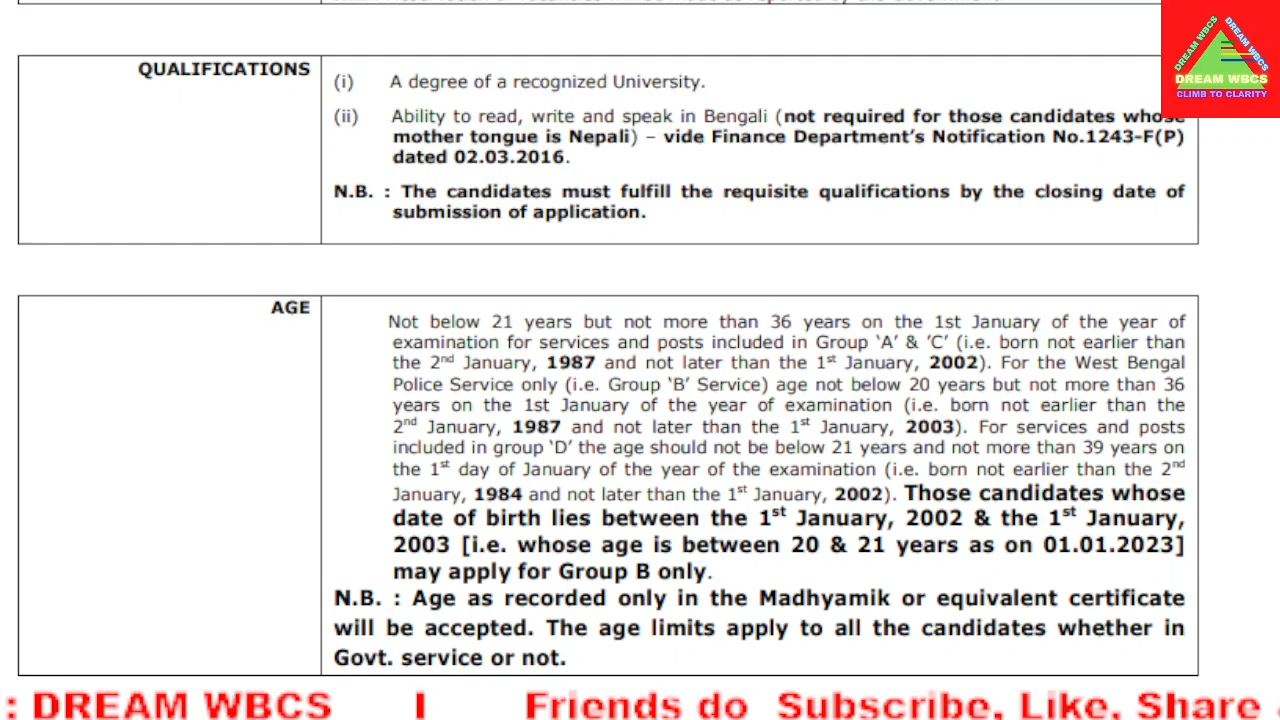 QUALIFICATIONS
(i) A degree of a recognized University.
(ii) Ability to read, write and speak in Bengali (not required for those candidates whose
mother tongue is Nepali) – vide Finance Department's Notification No.1243-F(P)
dated 02.03.2016.
N.B. : The candidates must fulfill the requisite qualifications by the closing date of
submission of application.
DREAM WBCS
DREAM WBCS
DREAM WBCS
CLIMB TO CLARITY
AGE
Not below 21 years but not more than 36 years on the 1st January of the year of
examination for services and posts included in Group 'A' & 'C' (i.e. born not earlier than
the 2nd January, 1987 and not later than the 1st January, 2002). For the West Bengal
Police Service only (i.e. Group 'B' Service) age not below 20 years but not more than 36
years on the 1st January of the year of examination (i.e. born not earlier than the
2nd January, 1987 and not later than the 1st January, 2003). For services and posts
included in group 'D' the age should not be below 21 years and not more than 39 years on
the 1st day of January of the year of the examination (i.e. born not earlier than the 2nd
January, 1984 and not later than the 1st January, 2002). Those candidates whose
date of birth lies between the 1st January, 2002 & the 1st January,
2003 [i.e. whose age is between 20 & 21 years as on 01.01.2023]
may apply for Group B only.
N.B. : Age as recorded only in the Madhyamik or equivalent certificate
will be accepted. The age limits apply to all the candidates whether in
Govt. service or not.
: DREAM WBCS I Friends do Subscribe, Like, Share